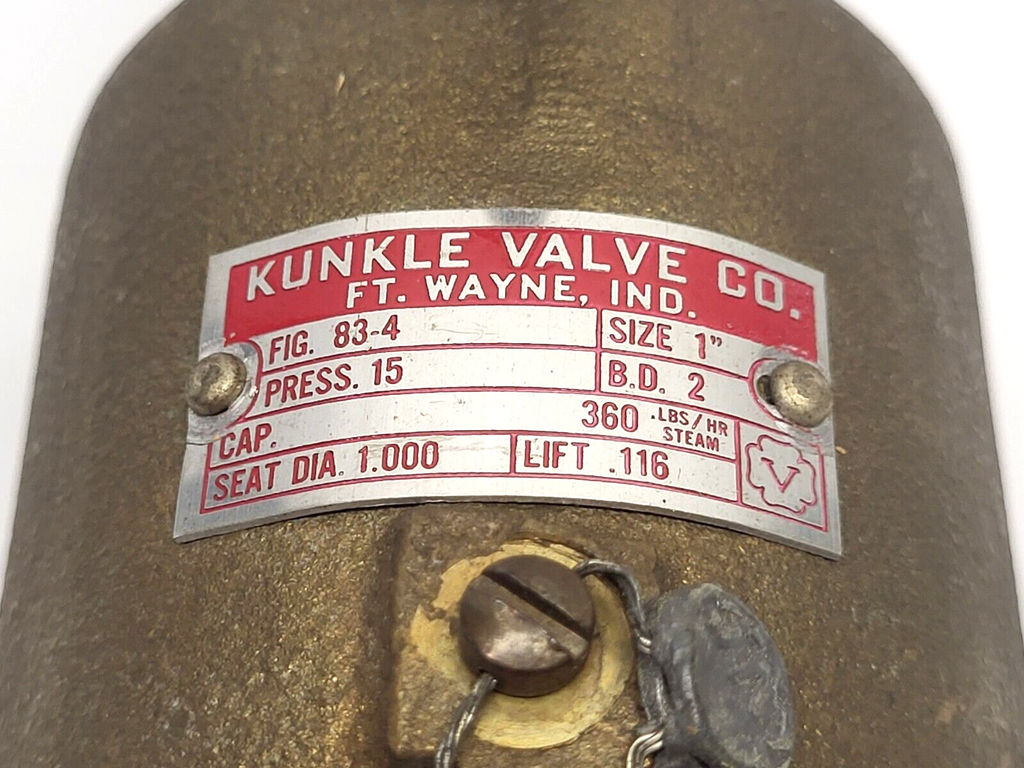 KUNKLE VALVE CO.
FT. WAYNE, IND.
FIG. 83-4 SIZE 1"
PRESS. 15 B.D. 2
CAP. 360 LBS/HR STEAM
SEAT DIA. 1.000 LIFT .116 V